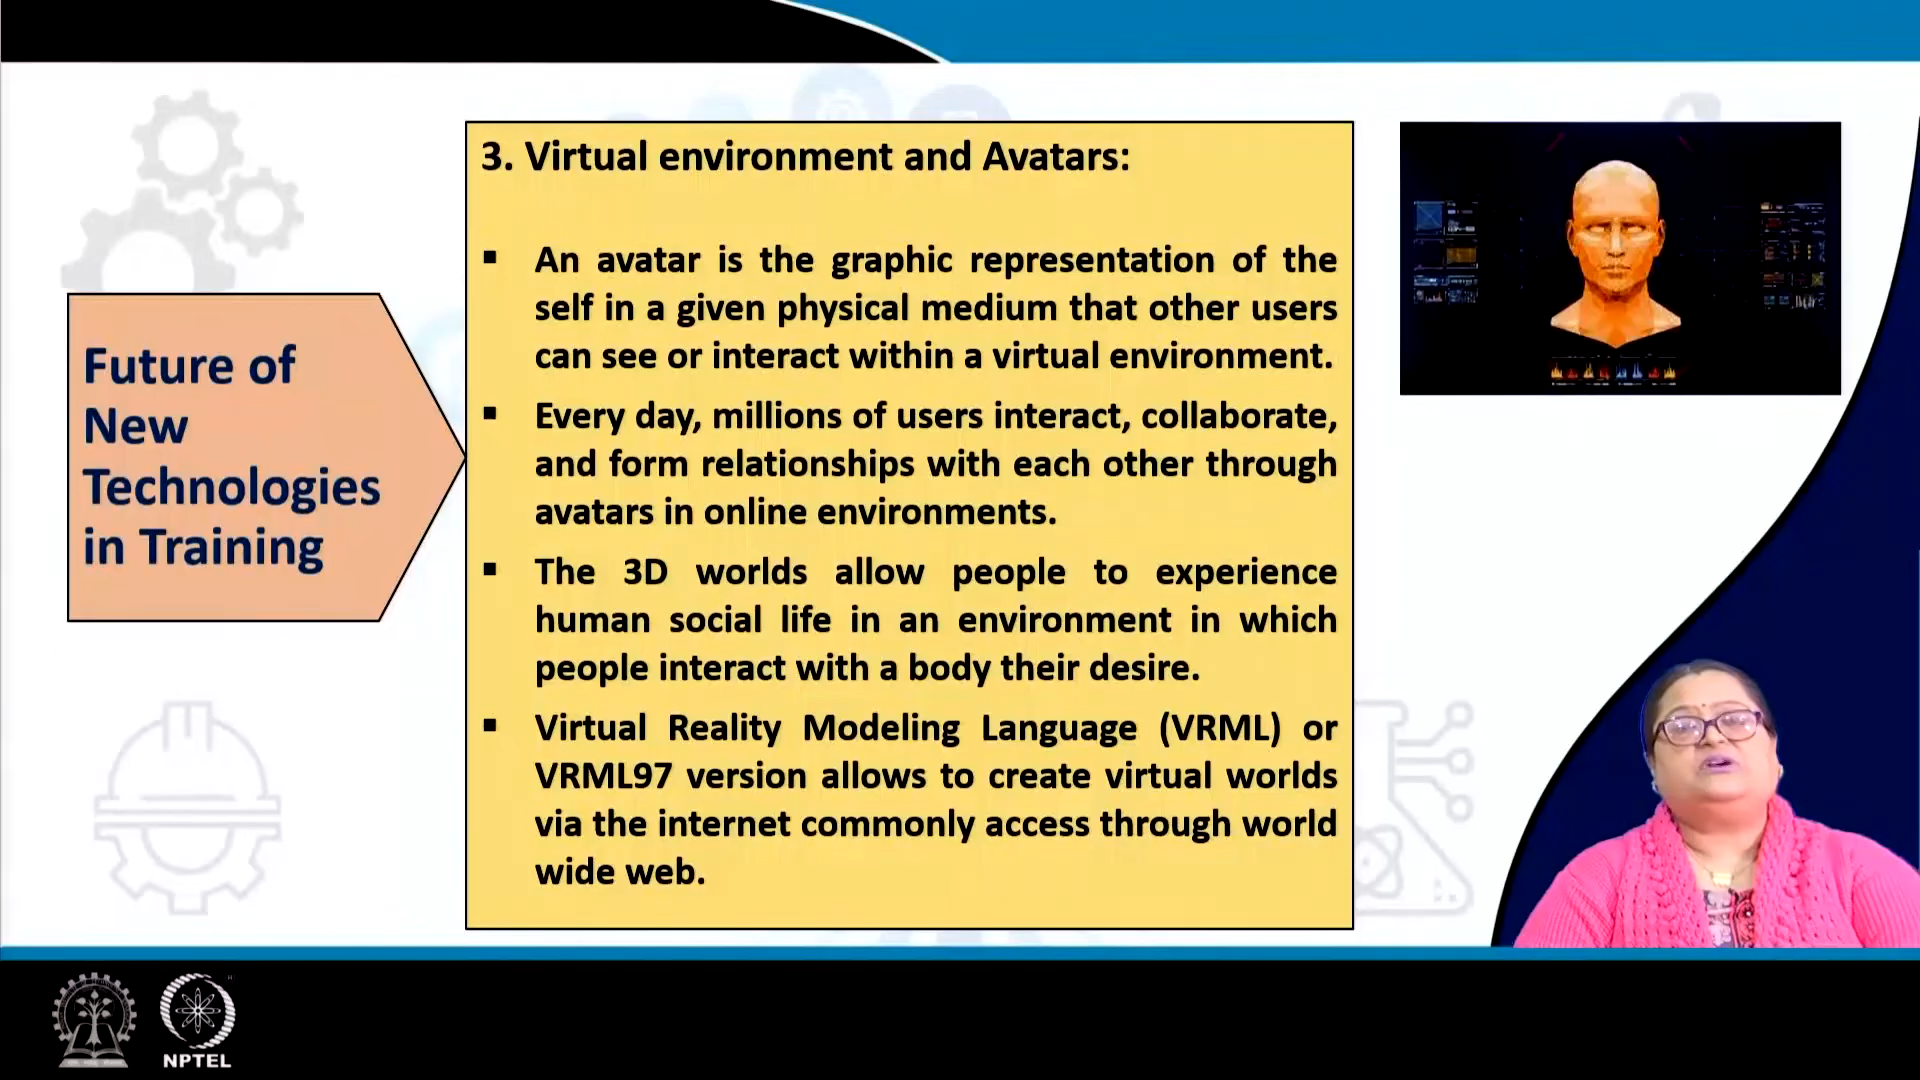 Future of
New
Technologies
in Training
3. Virtual environment and Avatars:
▪ An avatar is the graphic representation of the
self in a given physical medium that other users
can see or interact within a virtual environment.
▪ Every day, millions of users interact, collaborate,
and form relationships with each other through
avatars in online environments.
▪ The 3D worlds allow people to experience
human social life in an environment in which
people interact with a body their desire.
▪ Virtual Reality Modeling Language (VRML) or
VRML97 version allows to create virtual worlds
via the internet commonly access through world
wide web.
NPTEL